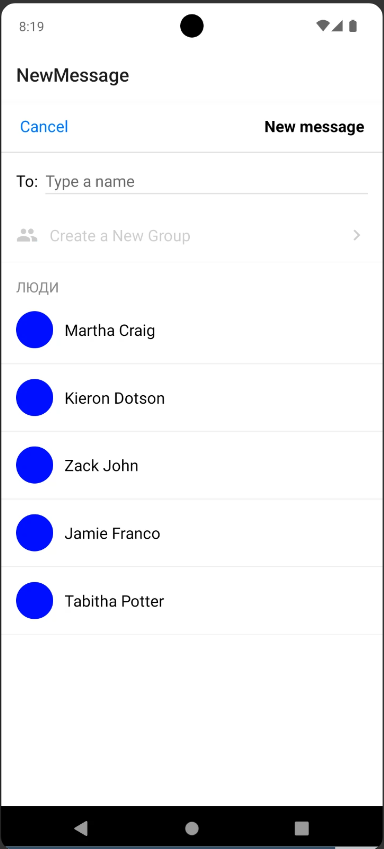 8:19
NewMessage
Cancel New message
To: Type a name
Create a New Group
ЛЮДИ
Martha Craig
Kieron Dotson
Zack John
Jamie Franco
Tabitha Potter